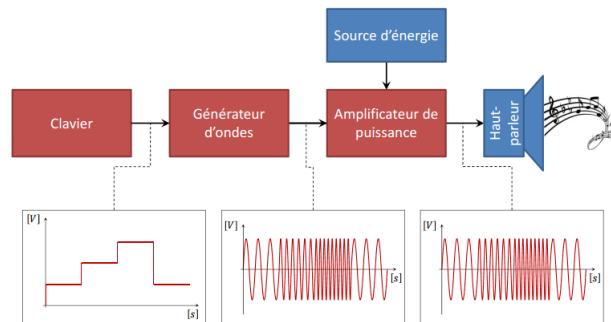 Source d'énergie
Clavier
Générateur
d'ondes
Amplificateur de
puissance
Haut-
parleur
[V]
[s]
[V]
[s]
[V]
[s]